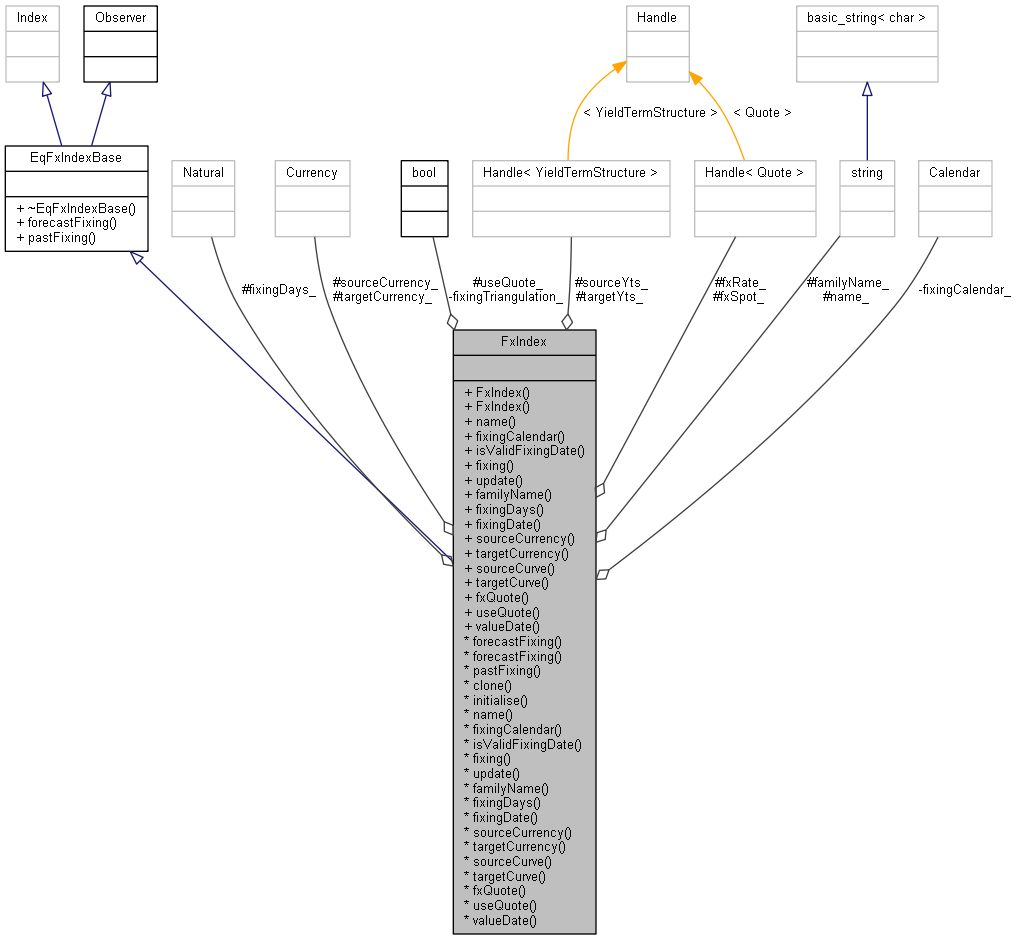 Index
Observer
Handle
basic_string< char >
< YieldTermStructure >
< Quote >
EqFxIndexBase
+ ~EqFxIndexBase()
+ forecastFixing()
+ pastFixing()
Natural
Currency
bool
Handle< YieldTermStructure >
Handle< Quote >
string
Calendar
#fixingDays_
#sourceCurrency_
#targetCurrency_
#useQuote_
-fixingTriangulation_
#sourceYts_
#targetYts_
#fxRate_
#fxSpot_
#familyName_
#name_
-fixingCalendar_
FxIndex
+ FxIndex()
+ FxIndex()
+ name()
+ fixingCalendar()
+ isValidFixingDate()
+ fixing()
+ update()
+ familyName()
+ fixingDays()
+ fixingDate()
+ sourceCurrency()
+ targetCurrency()
+ sourceCurve()
+ targetCurve()
+ fxQuote()
+ useQuote()
+ valueDate()
* forecastFixing()
* forecastFixing()
* pastFixing()
* clone()
* initialise()
* name()
* fixingCalendar()
* isValidFixingDate()
* fixing()
* update()
* familyName()
* fixingDays()
* fixingDate()
* sourceCurrency()
* targetCurrency()
* sourceCurve()
* targetCurve()
* fxQuote()
* useQuote()
* valueDate()